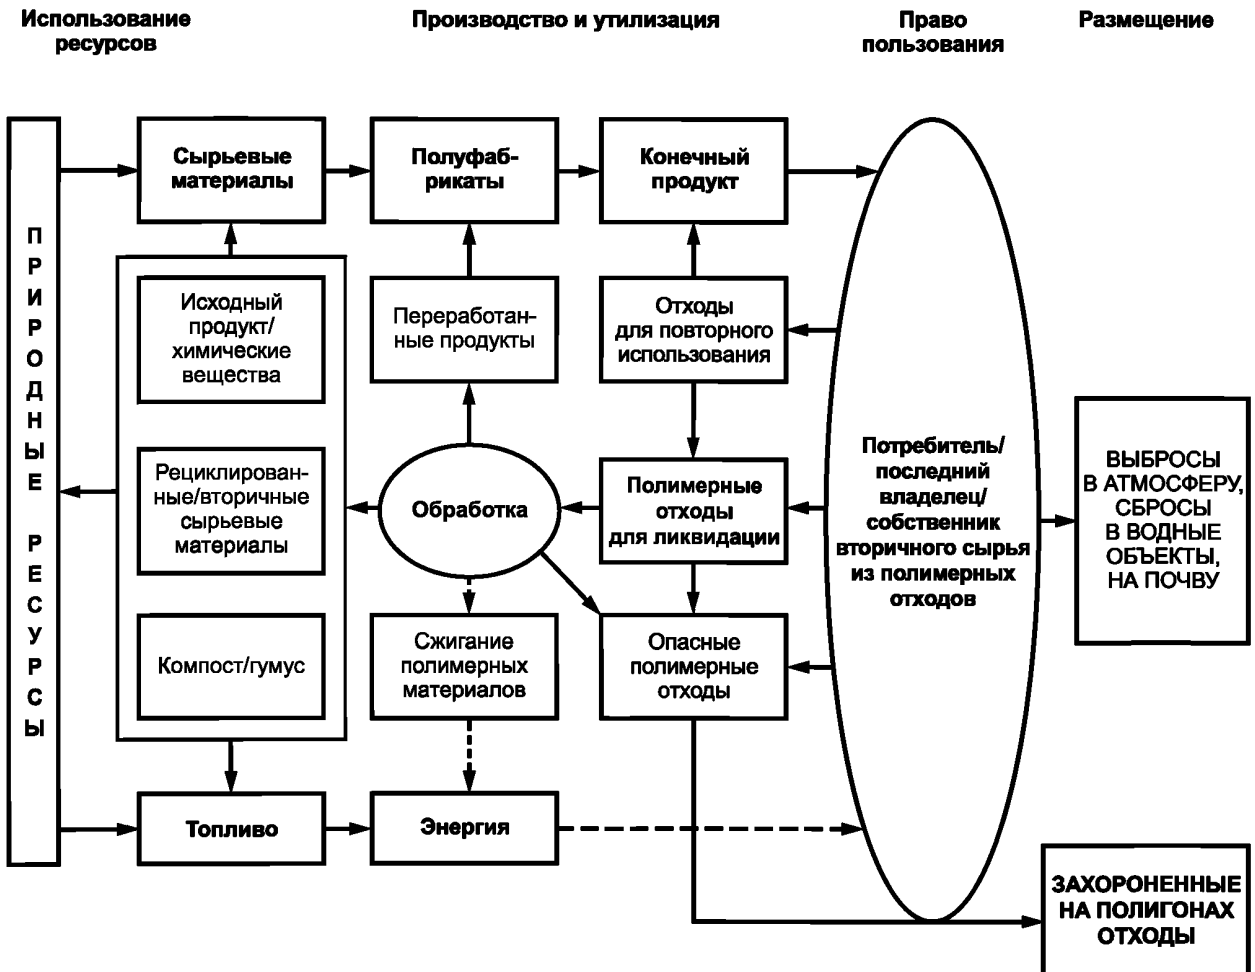 Использование
ресурсов
Производство и утилизация
Право
пользования
Размещение
ПРИРОДНЫЕ РЕСУРСЫ
Сырьевые
материалы
Полуфаб-
рикаты
Конечный
продукт
Исходный
продукт/
химические
вещества
Переработан-
ные продукты
Отходы
для повторного
использования
Рециклирован-
ные/вторичные
сырьевые
материалы
Обработка
Полимерные
отходы
для ликвидации
Потребитель/
последний
владелец/
собственник
вторичного сырья
из полимерных
отходов
ВЫБРОСЫ
В АТМОСФЕРУ,
СБРОСЫ
В ВОДНЫЕ
ОБЪЕКТЫ,
НА ПОЧВУ
Компост/гумус
Сжигание
полимерных
материалов
Опасные
полимерные
отходы
Топливо
Энергия
ЗАХОРОНЕННЫЕ
НА ПОЛИГОНАХ
ОТХОДЫ